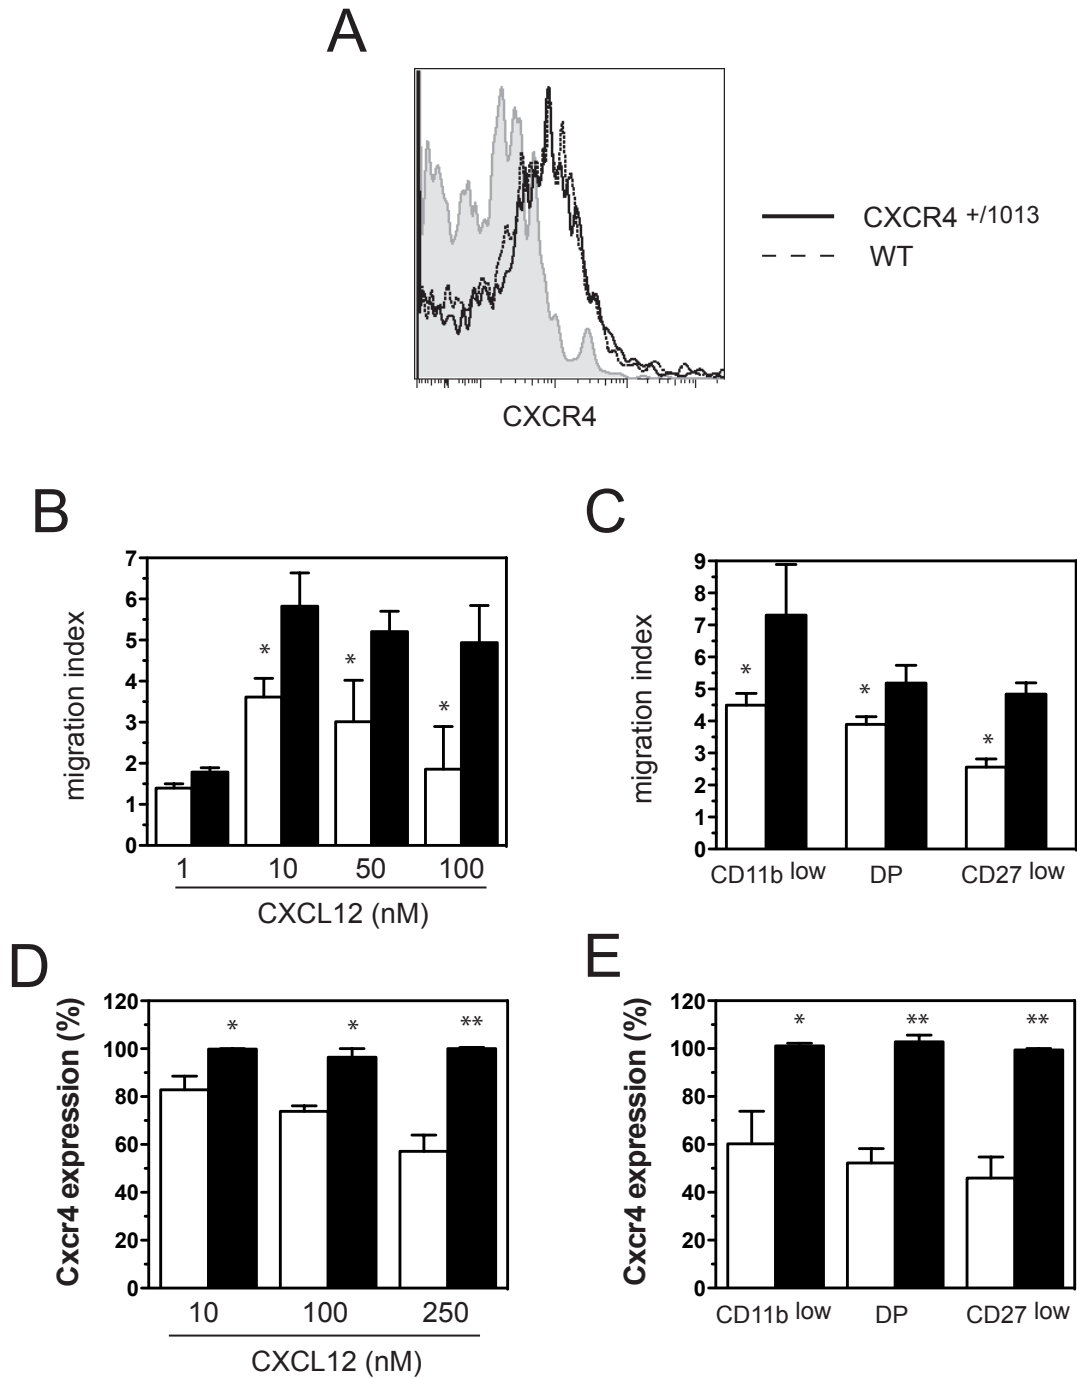 A
CXCR4 +/1013
WT
CXCR4
B
C
7
6
5
4
3
2
1
0
migration index
* * *
1 10 50 100
CXCL12 (nM)
9
8
7
6
5
4
3
2
1
0
migration index
* * *
CD11b low DP CD27 low
D
E
120
100
80
60
40
20
0
Cxcr4 expression (%)
* * **
10 100 250
CXCL12 (nM)
120
100
80
60
40
20
0
Cxcr4 expression (%)
* ** **
CD11b low DP CD27 low